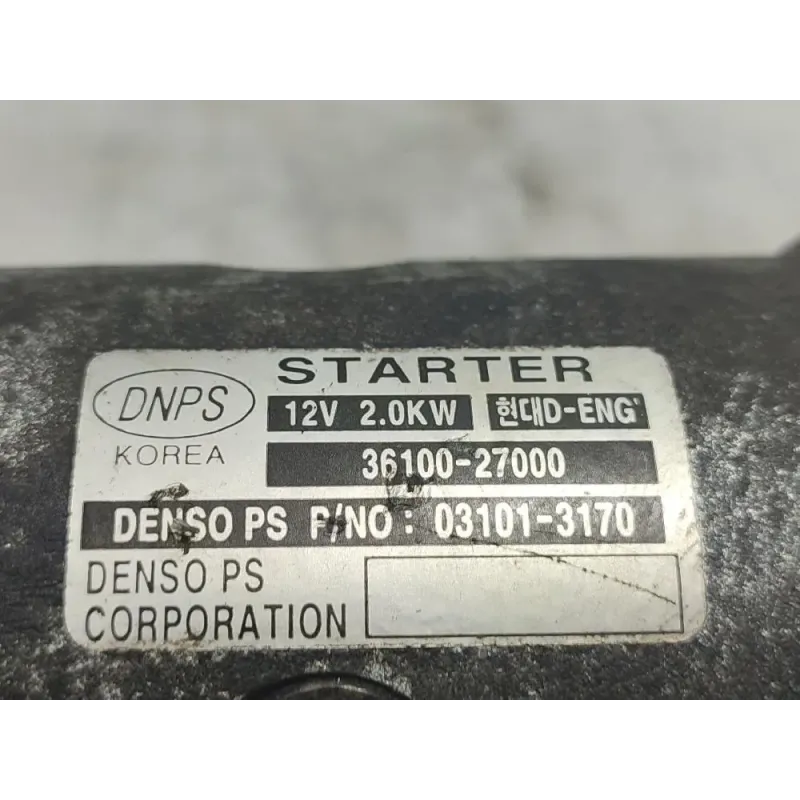 STARTER
DNPS
12V 2.0KW 현대D-ENG'
KOREA
36100-27000
DENSO PS P/NO : 03101-3170
DENSO PS
CORPORATION